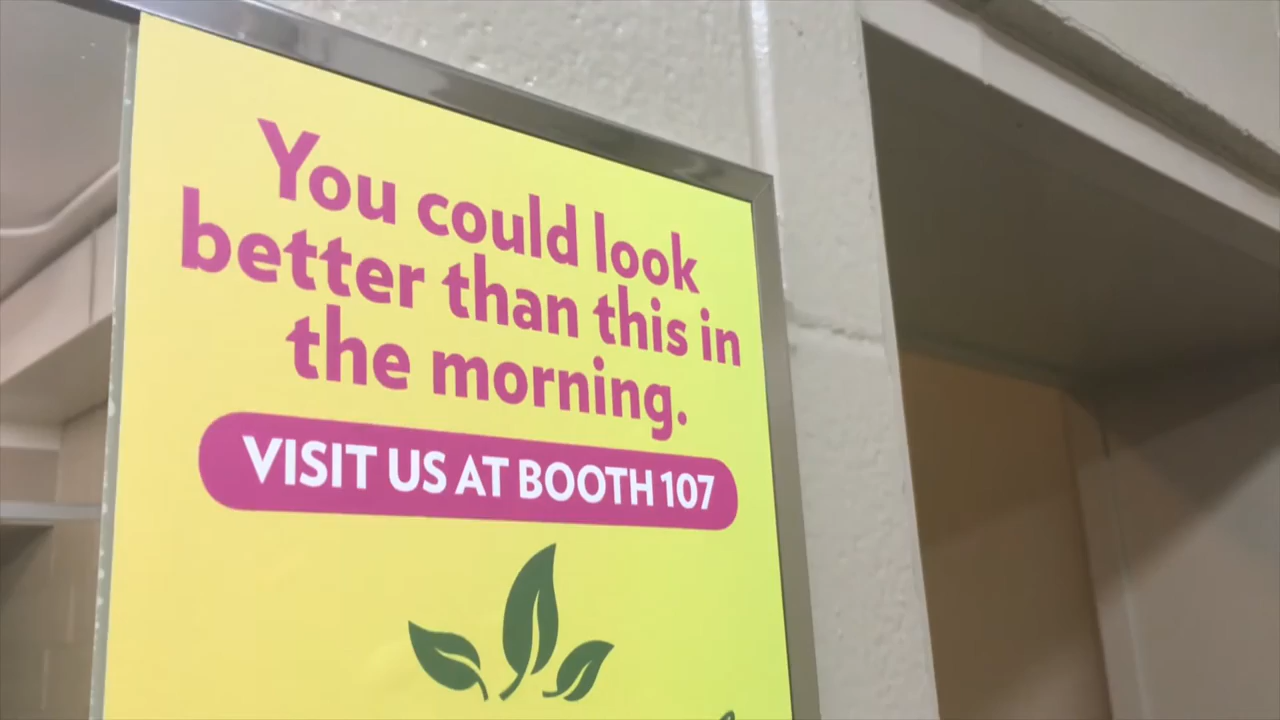 You could look
better than this in
the morning.
VISIT US AT BOOTH 107